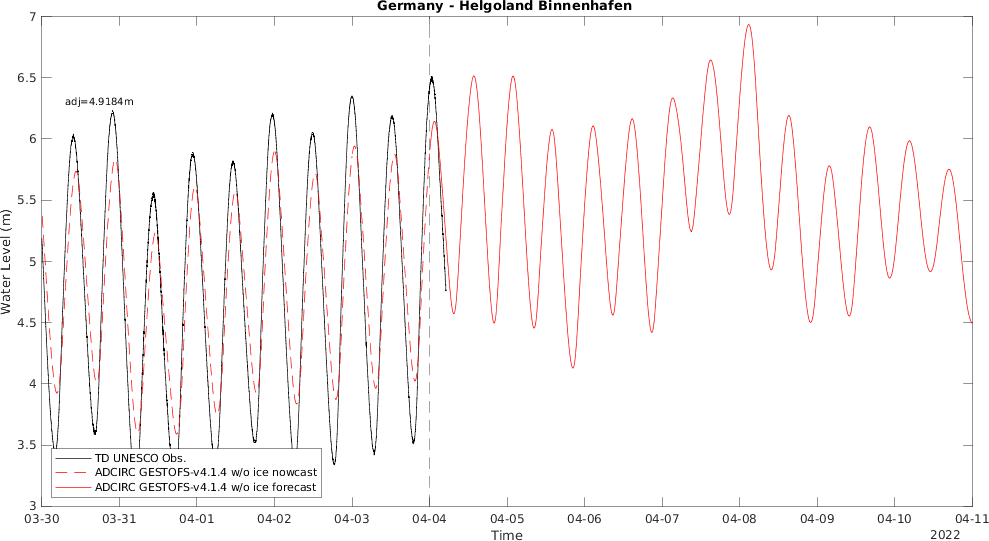 Germany - Helgoland Binnenhafen
7
6.5
adj=4.9184m
6
5.5
Water Level (m)
5
4.5
4
3.5
TD UNESCO Obs.
ADCIRC GESTOFS-v4.1.4 w/o ice nowcast
ADCIRC GESTOFS-v4.1.4 w/o ice forecast
3
03-30 03-31 04-01 04-02 04-03 04-04 04-05 04-06 04-07 04-08 04-09 04-10 04-11
Time
2022